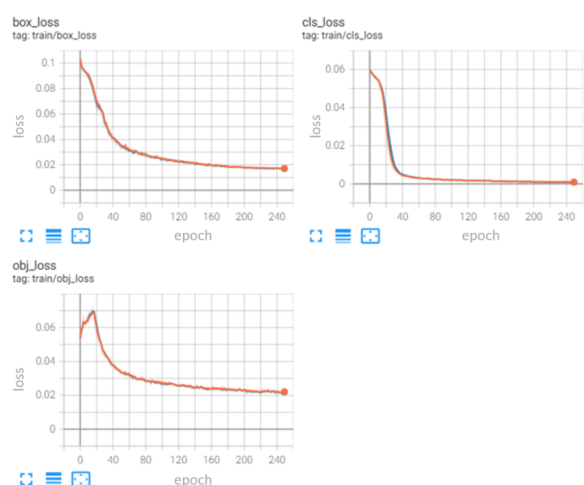 box_loss
tag: train/box_loss
0.1
0.08
0.06
0.04
0.02
0
loss
0 40 80 120 160 200 240
epoch
cls_loss
tag: train/cls_loss
0.06
0.04
0.02
0
loss
0 40 80 120 160 200 240
epoch
obj_loss
tag: train/obj_loss
0.06
0.04
0.02
0
loss
0 40 80 120 160 200 240
epoch